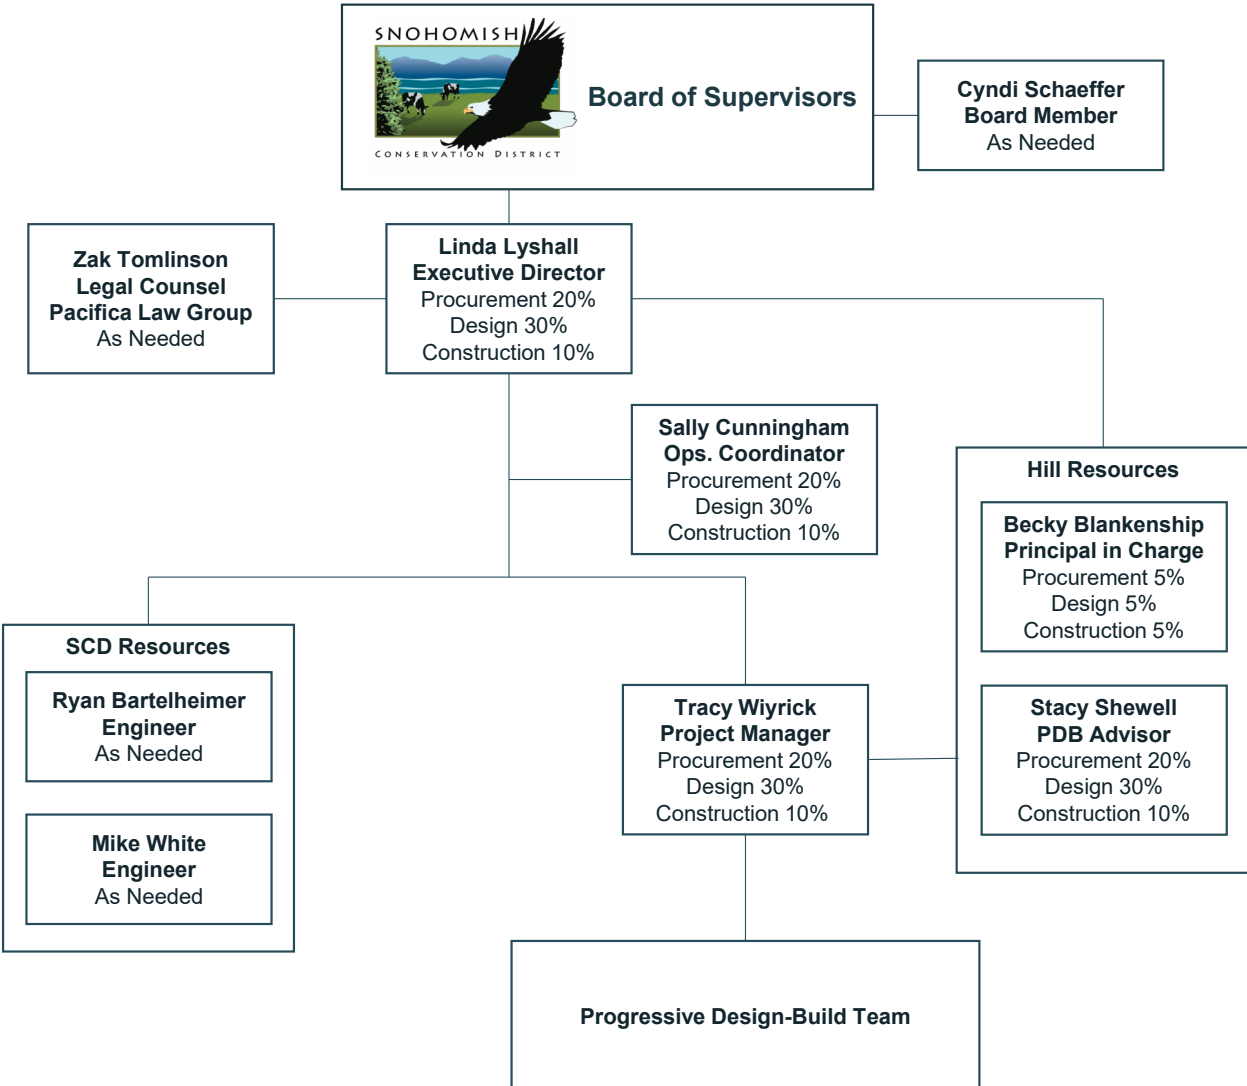 SNOHOMISH
CONSERVATION DISTRICT
Board of Supervisors
Cyndi Schaeffer
Board Member
As Needed
Zak Tomlinson
Legal Counsel
Pacifica Law Group
As Needed
Linda Lyshall
Executive Director
Procurement 20%
Design 30%
Construction 10%
Sally Cunningham
Ops. Coordinator
Procurement 20%
Design 30%
Construction 10%
Hill Resources
Becky Blankenship
Principal in Charge
Procurement 5%
Design 5%
Construction 5%
SCD Resources
Ryan Bartelheimer
Engineer
As Needed
Mike White
Engineer
As Needed
Tracy Wiyrick
Project Manager
Procurement 20%
Design 30%
Construction 10%
Stacy Shewell
PDB Advisor
Procurement 20%
Design 30%
Construction 10%
Progressive Design-Build Team